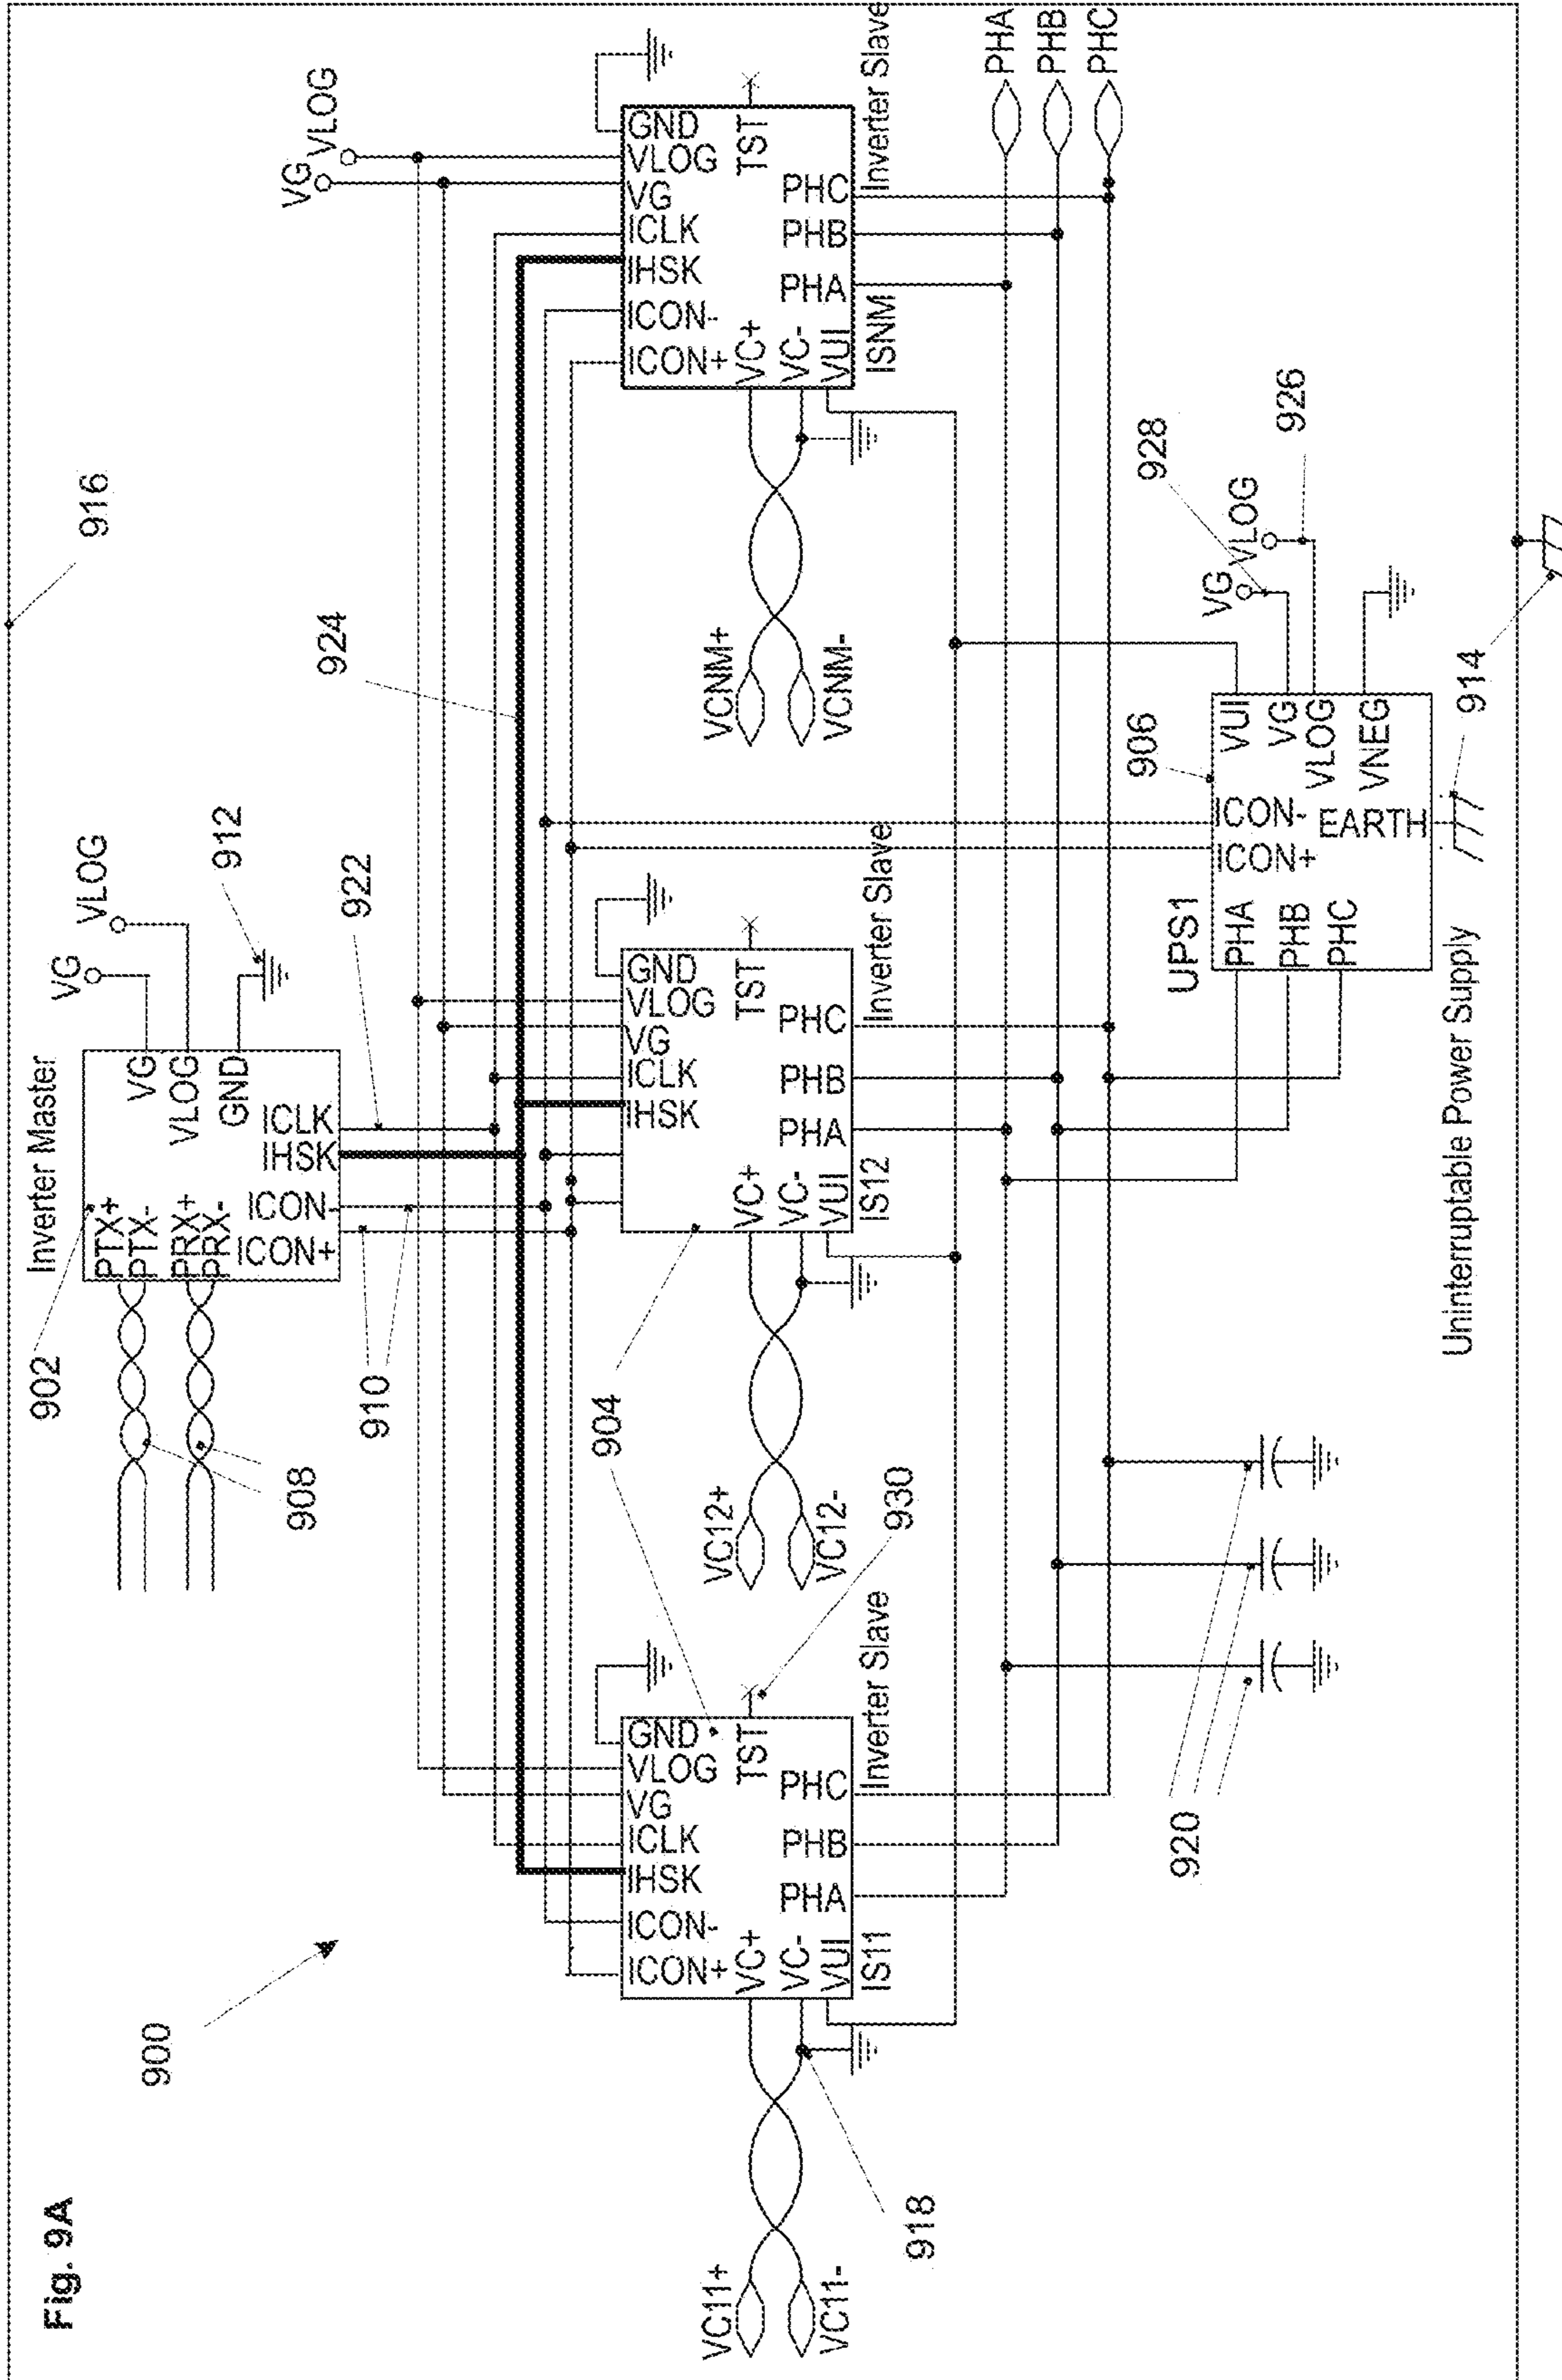 Fig. 9A
900
916
902
Inverter Master
PTX+
PTX-
PRX+
PRX-
VG
VLOG
GND
ICLK
IHSK
ICON-
ICON+
VG
VLOG
912
908
910
922
924
VG
VLOG
904
GND
VLOG
VG
ICLK
IHSK
ICON-
ICON+
TST
VC+
VC-
VUI
PHC
PHB
PHA
IS11
Inverter Slave
VC11+
VC11-
918
930
GND
VLOG
VG
ICLK
IHSK
TST
VC+
VC-
VUI
PHC
PHB
PHA
IS12
Inverter Slave
VC12+
VC12-
GND
VLOG
VG
ICLK
IHSK
ICON-
ICON+
TST
VC+
VC-
VUI
PHC
PHB
PHA
ISNM
Inverter Slave
VCNM+
VCNM-
PHA
PHB
PHC
920
UPS1
PHA
PHB
PHC
ICON-
ICON+
EARTH
VUI
VG
VLOG
VNEG
906
VG
VLOG
928
926
914
Uninterruptable Power Supply